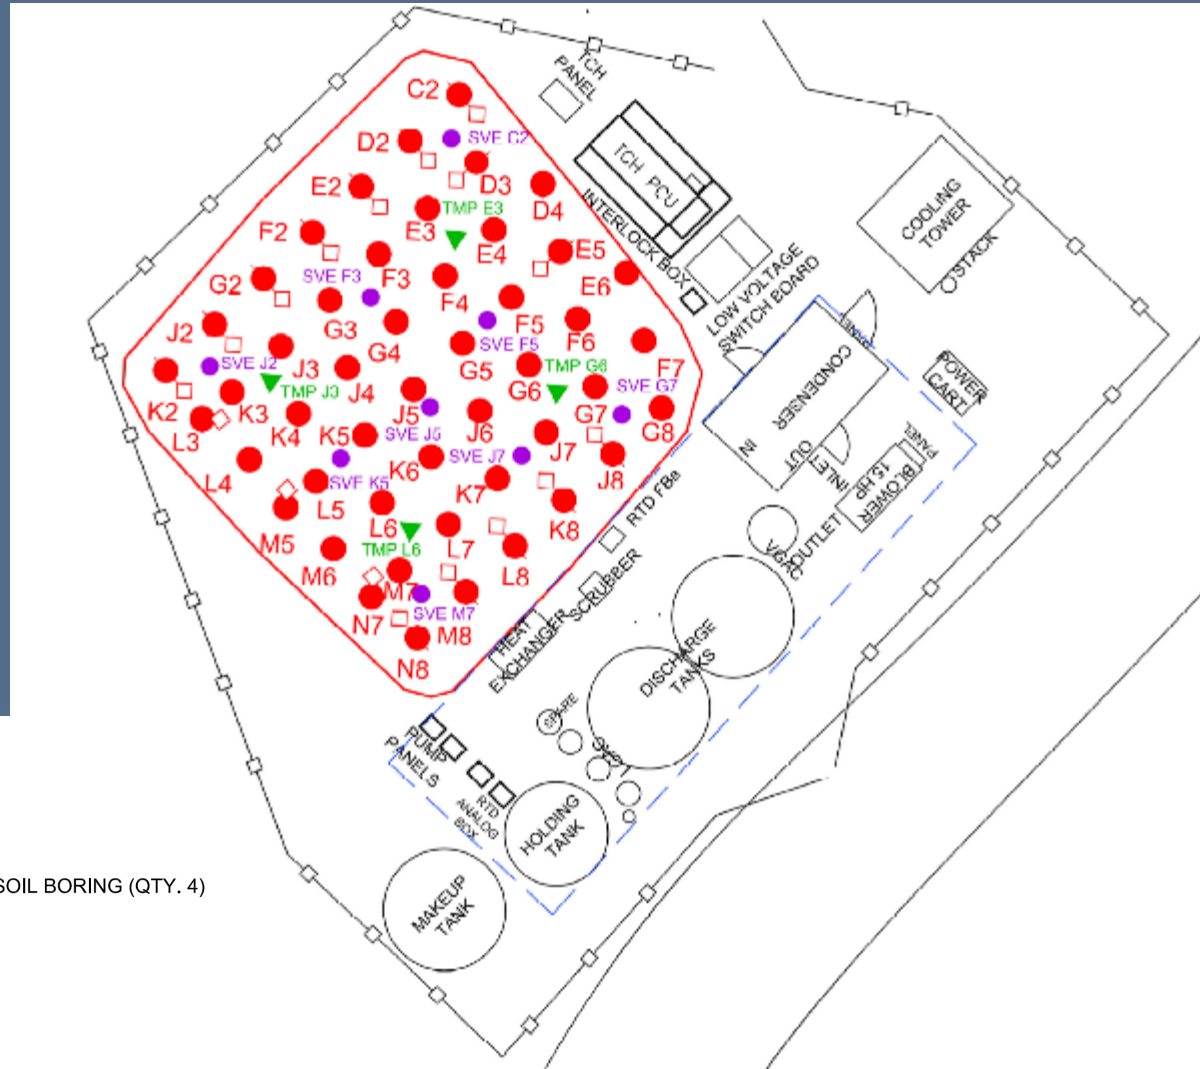 TCH
PANEL
C2
SVE C2
D2
D3
D4
E2
TMP E3
E3
E4
E5
E6
F2
F3
SVE F3
F4
F5
F6
F7
G2
G3
G4
SVE F5
G5
G6
TMP G6
G7
SVE G7
G8
J2
SVE J2
J3
TMP J3
J4
J5
SVE J5
J6
J7
SVE J7
J8
K2
K3
K4
K5
SVE K5
K6
K7
K8
L3
L4
L5
L6
TMP L6
L7
L8
M5
M6
M7
SVE M7
M8
N7
N8
TCH PCU
INTERLOCK BOX
LOW VOLTAGE
SWITCH BOARD
COOLING
TOWER
STACK
PANEL
CONDENSER
IN
OUT
POWER
CART
PANEL
BLOWER
15 HP
INLET
OUTLET
VGAC
RTD FBa
SCRUBBER
HEAT
EXCHANGER
DISCHARGE
TANKS
SPARE
LGAC
PUMP
PANELS
RTD
ANALOG
BOX
HOLDING
TANK
MAKEUP
TANK
SOIL BORING (QTY. 4)